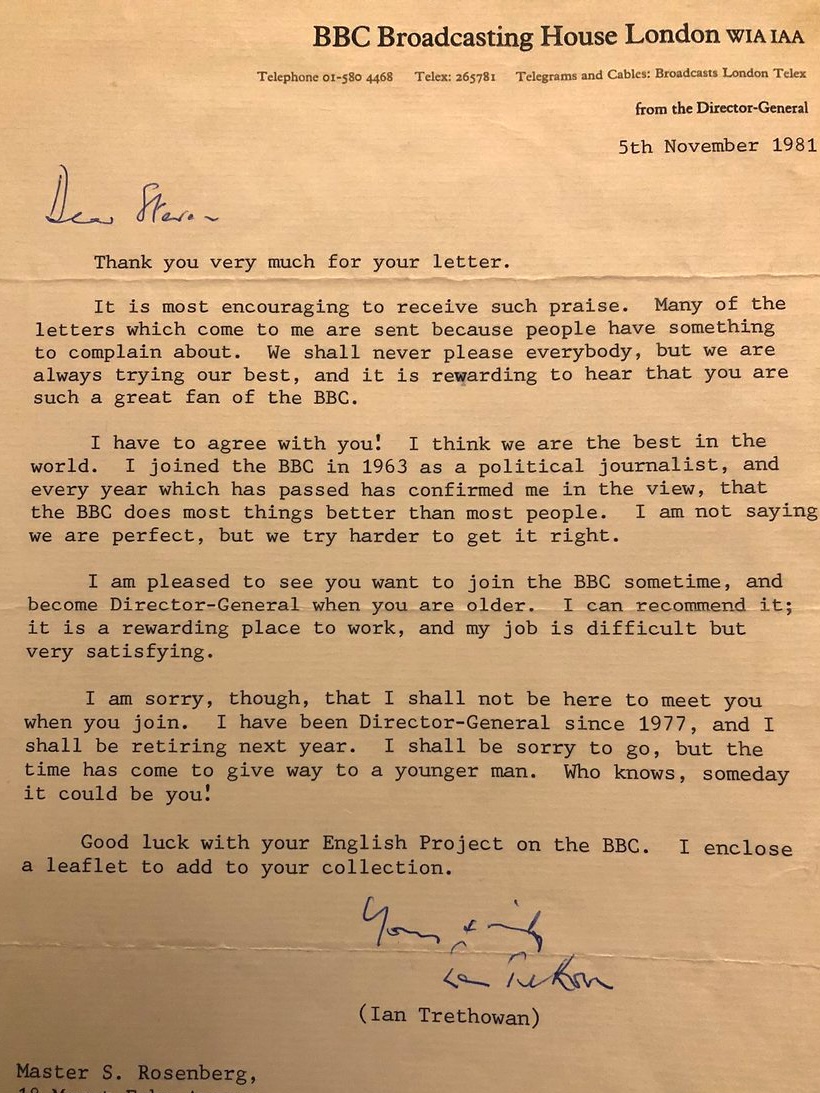 BBC Broadcasting House London W1A 1AA
Telephone 01-580 4468 Telex: 265781 Telegrams and Cables: Broadcasts London Telex
from the Director-General
5th November 1981
Dear Steven
Thank you very much for your letter.
It is most encouraging to receive such praise. Many of the
letters which come to me are sent because people have something
to complain about. We shall never please everybody, but we are
always trying our best, and it is rewarding to hear that you are
such a great fan of the BBC.
I have to agree with you! I think we are the best in the
world. I joined the BBC in 1963 as a political journalist, and
every year which has passed has confirmed me in the view, that
the BBC does most things better than most people. I am not saying
we are perfect, but we try harder to get it right.
I am pleased to see you want to join the BBC sometime, and
become Director-General when you are older. I can recommend it;
it is a rewarding place to work, and my job is difficult but
very satisfying.
I am sorry, though, that I shall not be here to meet you
when you join. I have been Director-General since 1977, and I
shall be retiring next year. I shall be sorry to go, but the
time has come to give way to a younger man. Who knows, someday
it could be you!
Good luck with your English Project on the BBC. I enclose
a leaflet to add to your collection.
Yours
Ian Trethowan
(Ian Trethowan)
Master S. Rosenberg,